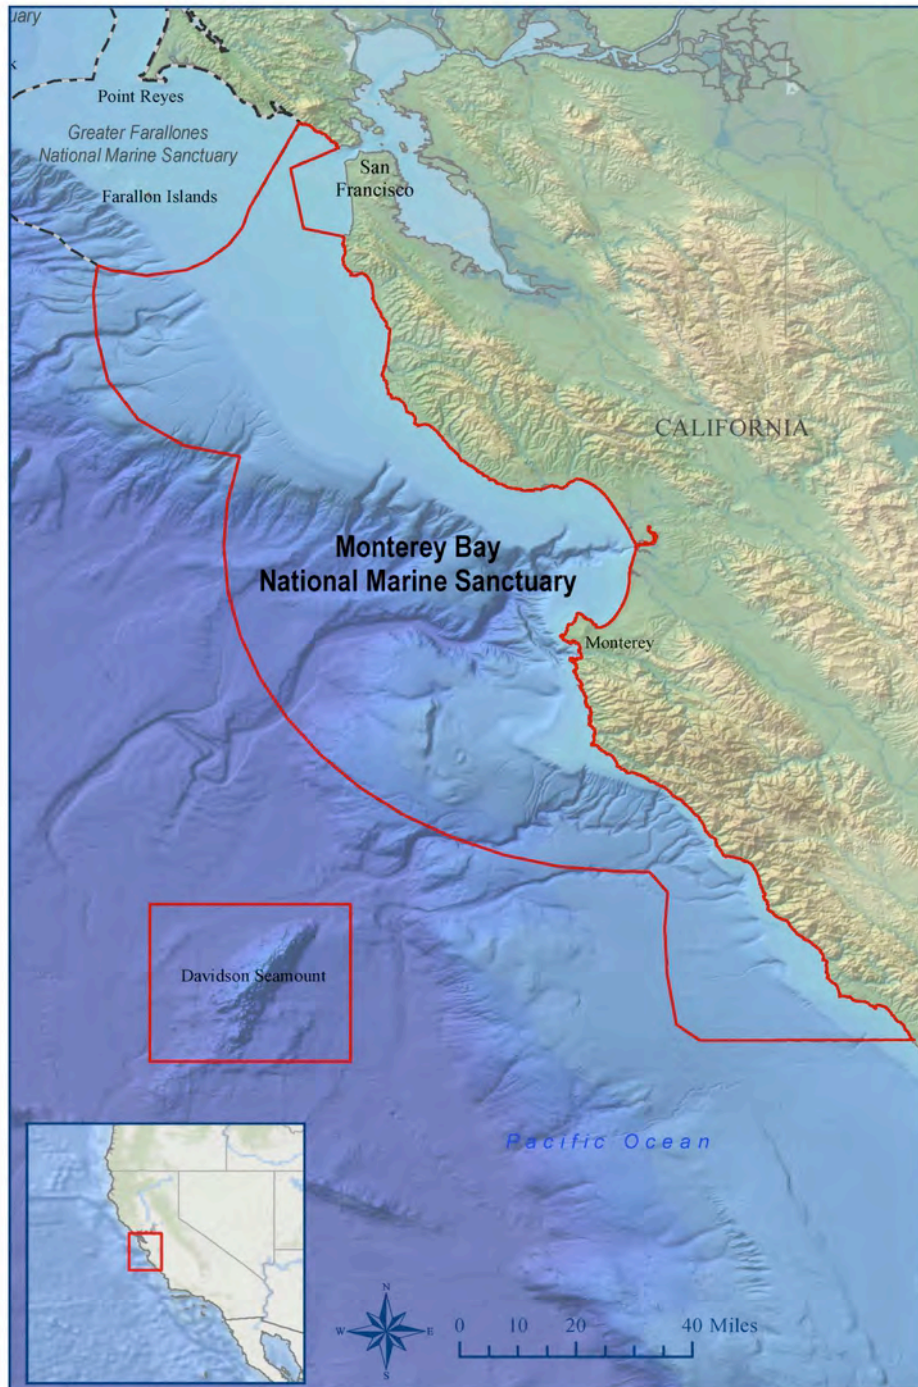 uary
k
Point Reyes
Greater Farallones
National Marine Sanctuary
Farallon Islands
San
Francisco
CALIFORNIA
Monterey Bay
National Marine Sanctuary
Monterey
Davidson Seamount
Pacific Ocean
N
W
E
S
0 10 20 40 Miles